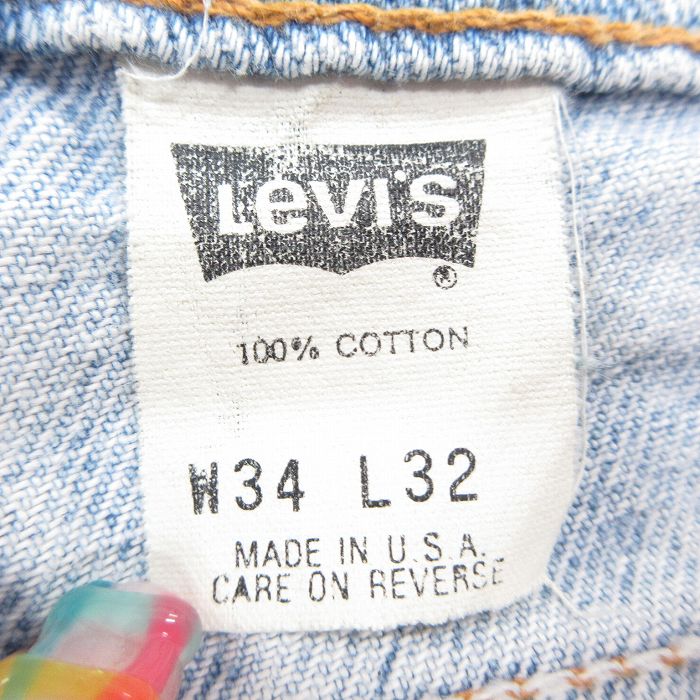 Levi's ®
100% COTTON
W34 L32
MADE IN U.S.A.
CARE ON REVERSE